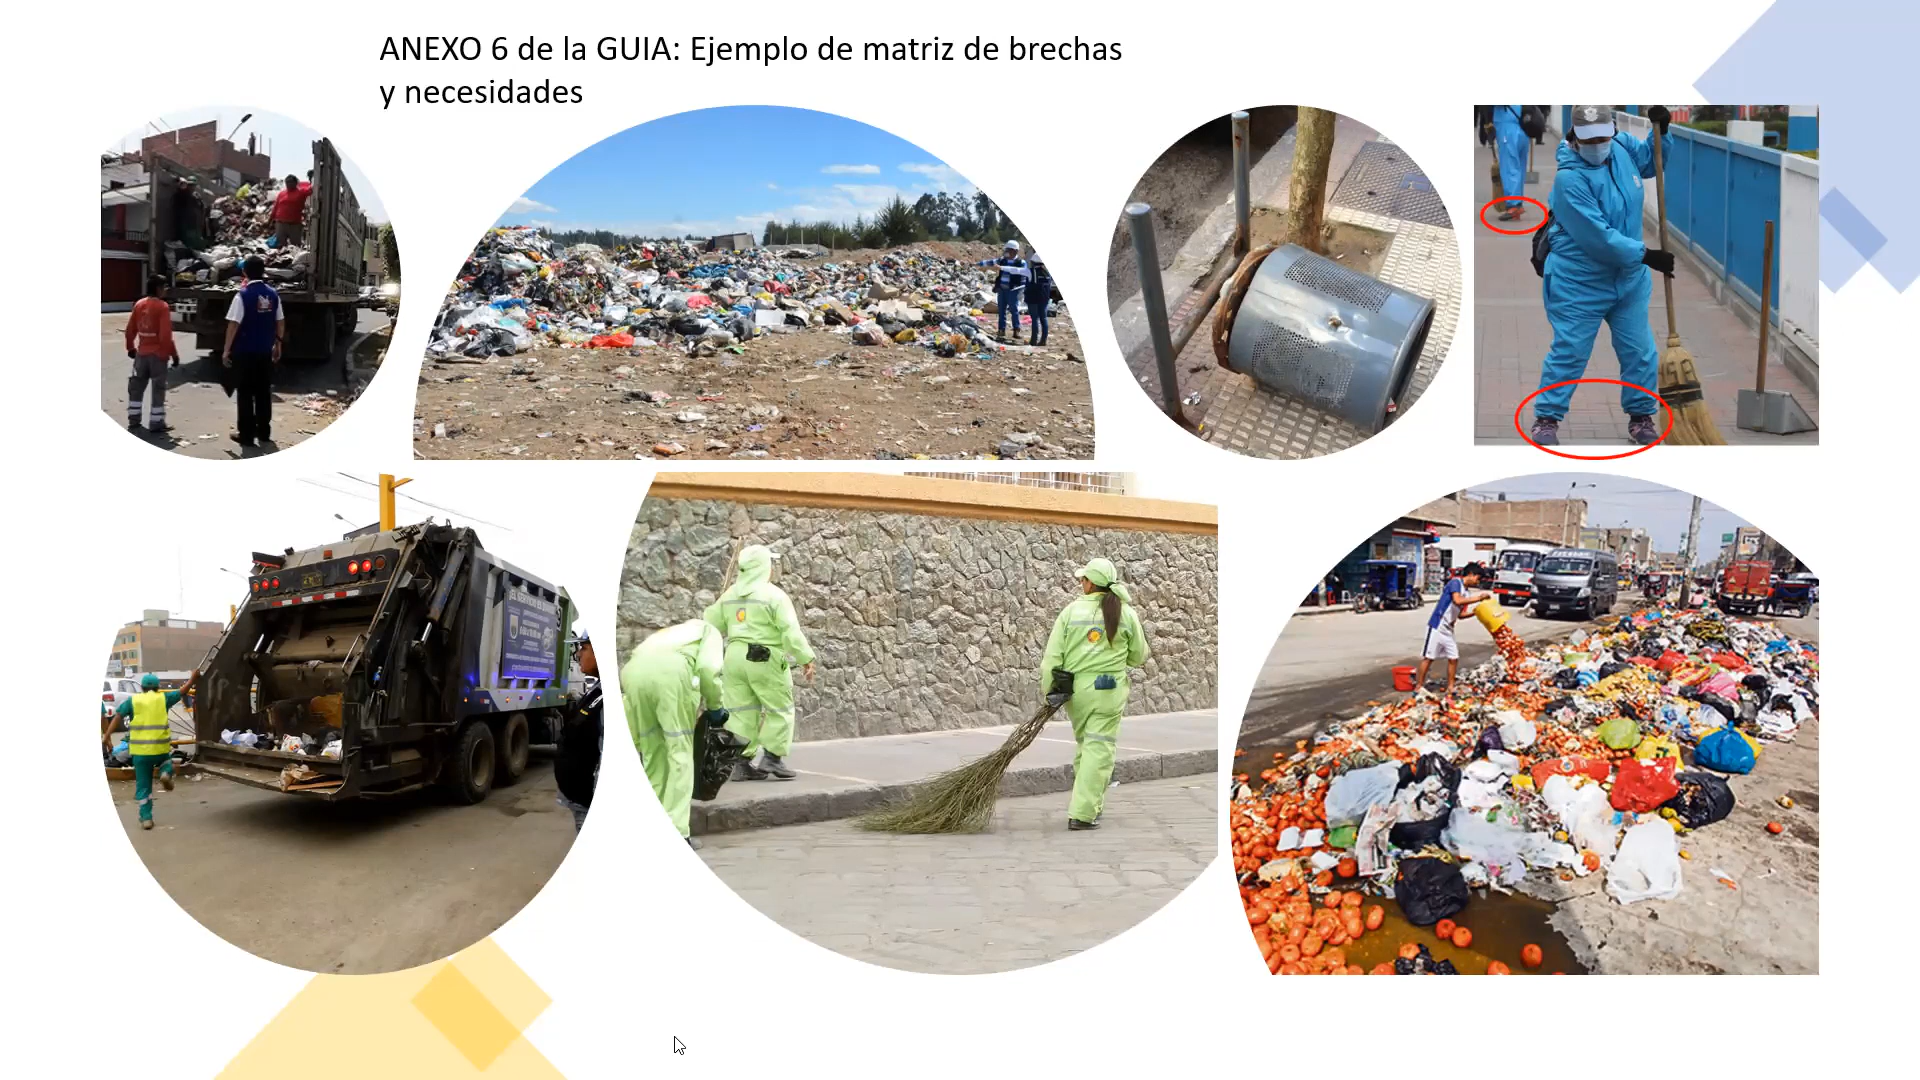 ANEXO 6 de la GUIA: Ejemplo de matriz de brechas
y necesidades